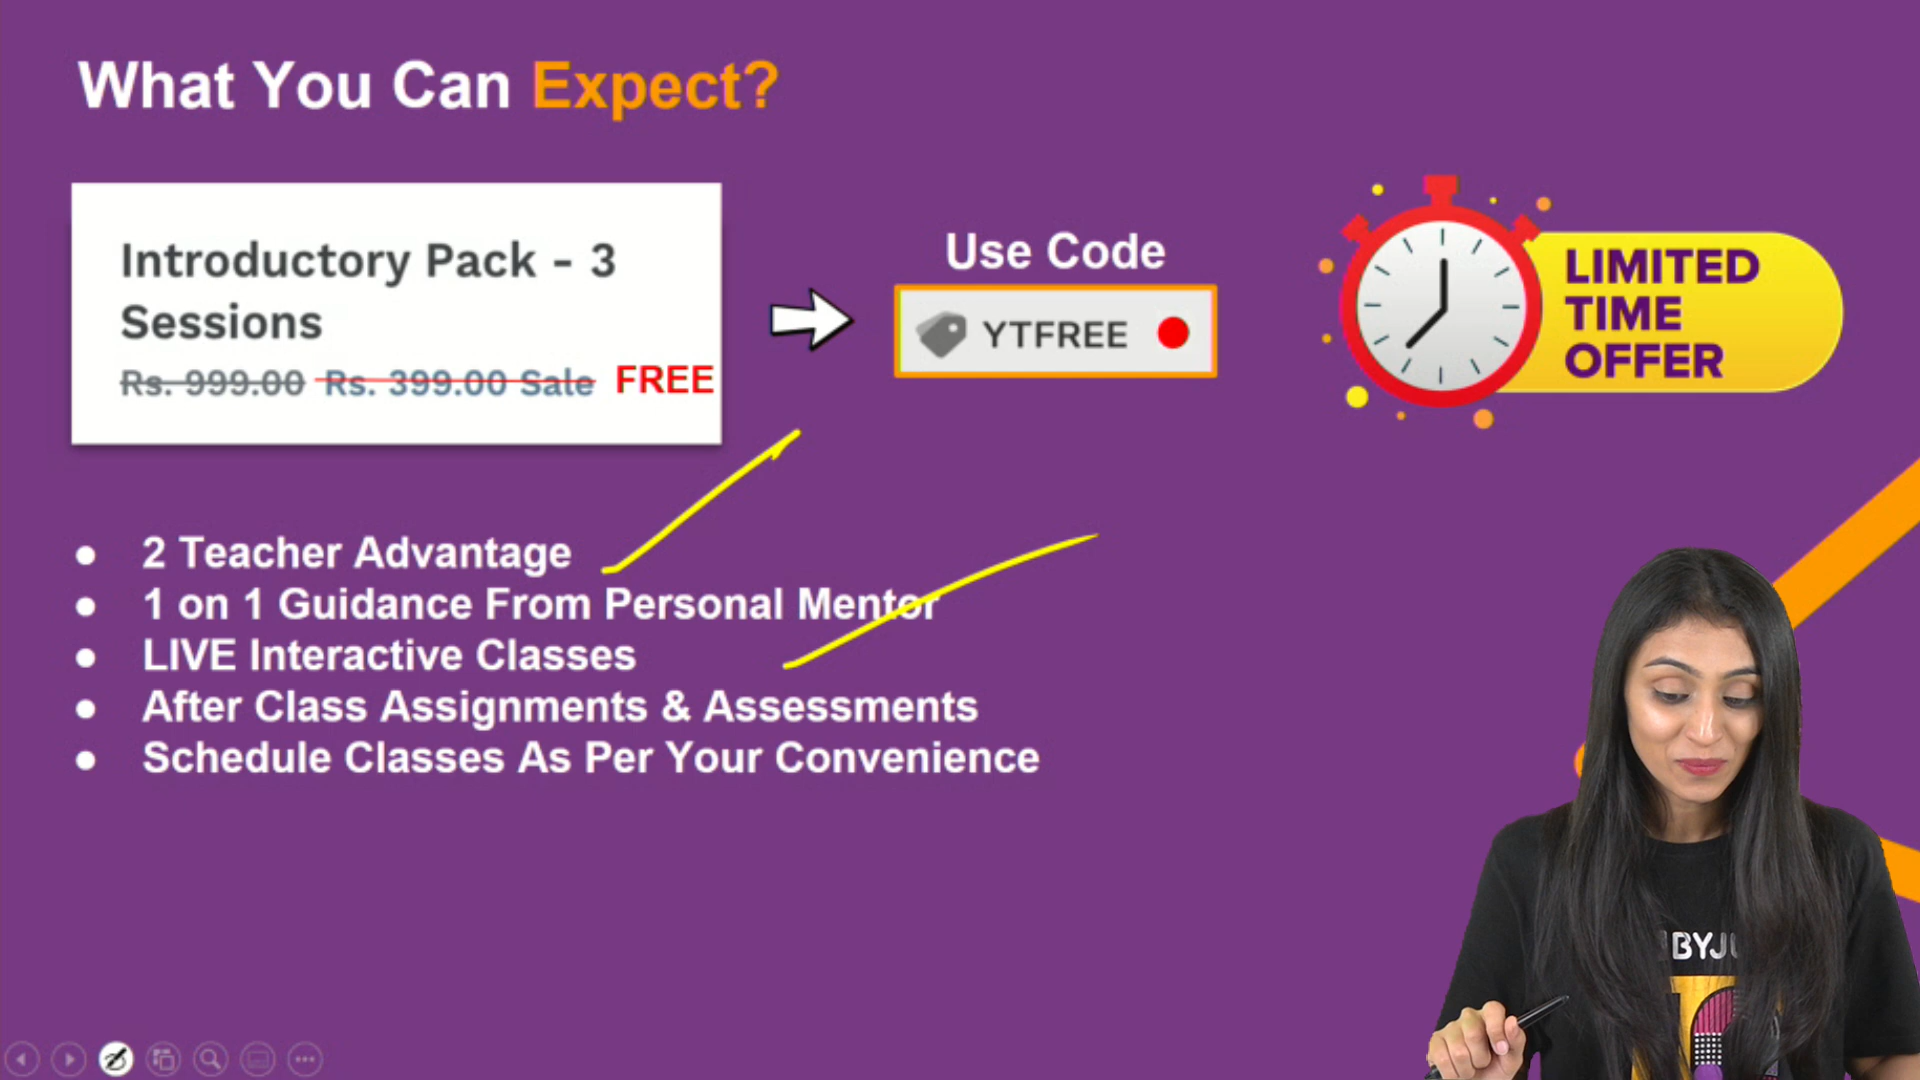 What You Can Expect?
Introductory Pack - 3
Sessions
Rs. 999.00 Rs. 399.00 Sale FREE
Use Code
YTFREE
LIMITED
TIME
OFFER
● 2 Teacher Advantage
● 1 on 1 Guidance From Personal Mentor
● LIVE Interactive Classes
● After Class Assignments & Assessments
● Schedule Classes As Per Your Convenience